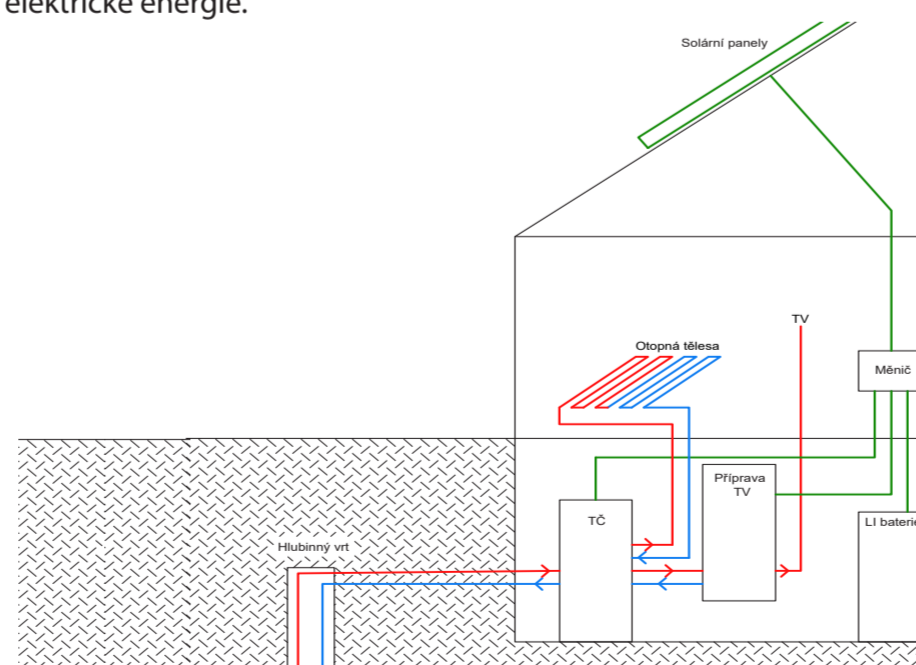 elektrické energie.
Solární panely
TV
Otopná tělesa
Měnič
Příprava
TV
TČ
LI baterie
Hlubinný vrt